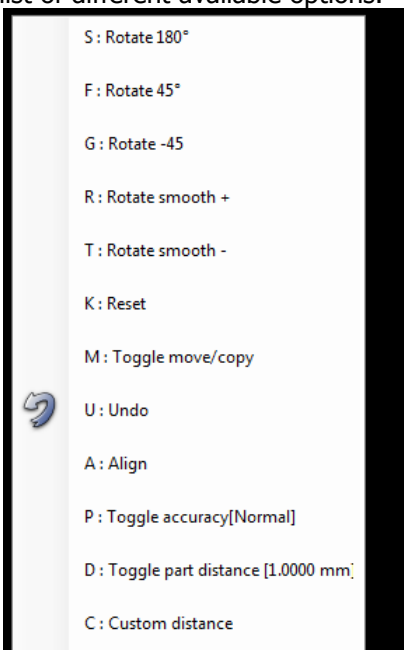 list of different available options.
S : Rotate 180°
F : Rotate 45°
G : Rotate -45
R : Rotate smooth +
T : Rotate smooth -
K : Reset
M : Toggle move/copy
U : Undo
A : Align
P : Toggle accuracy[Normal]
D : Toggle part distance [1.0000 mm]
C : Custom distance